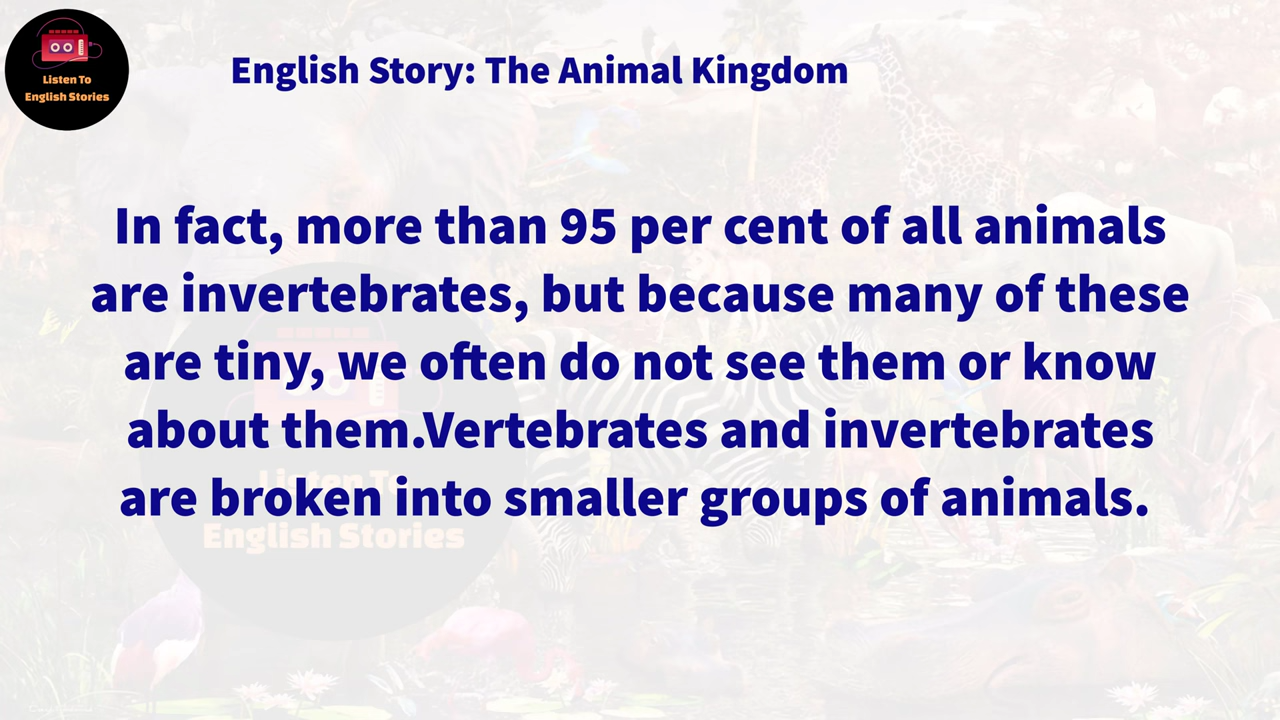 Listen To
English Stories
English Story: The Animal Kingdom
In fact, more than 95 per cent of all animals
are invertebrates, but because many of these
are tiny, we often do not see them or know
about them.Vertebrates and invertebrates
are broken into smaller groups of animals.
Listen To
English Stories